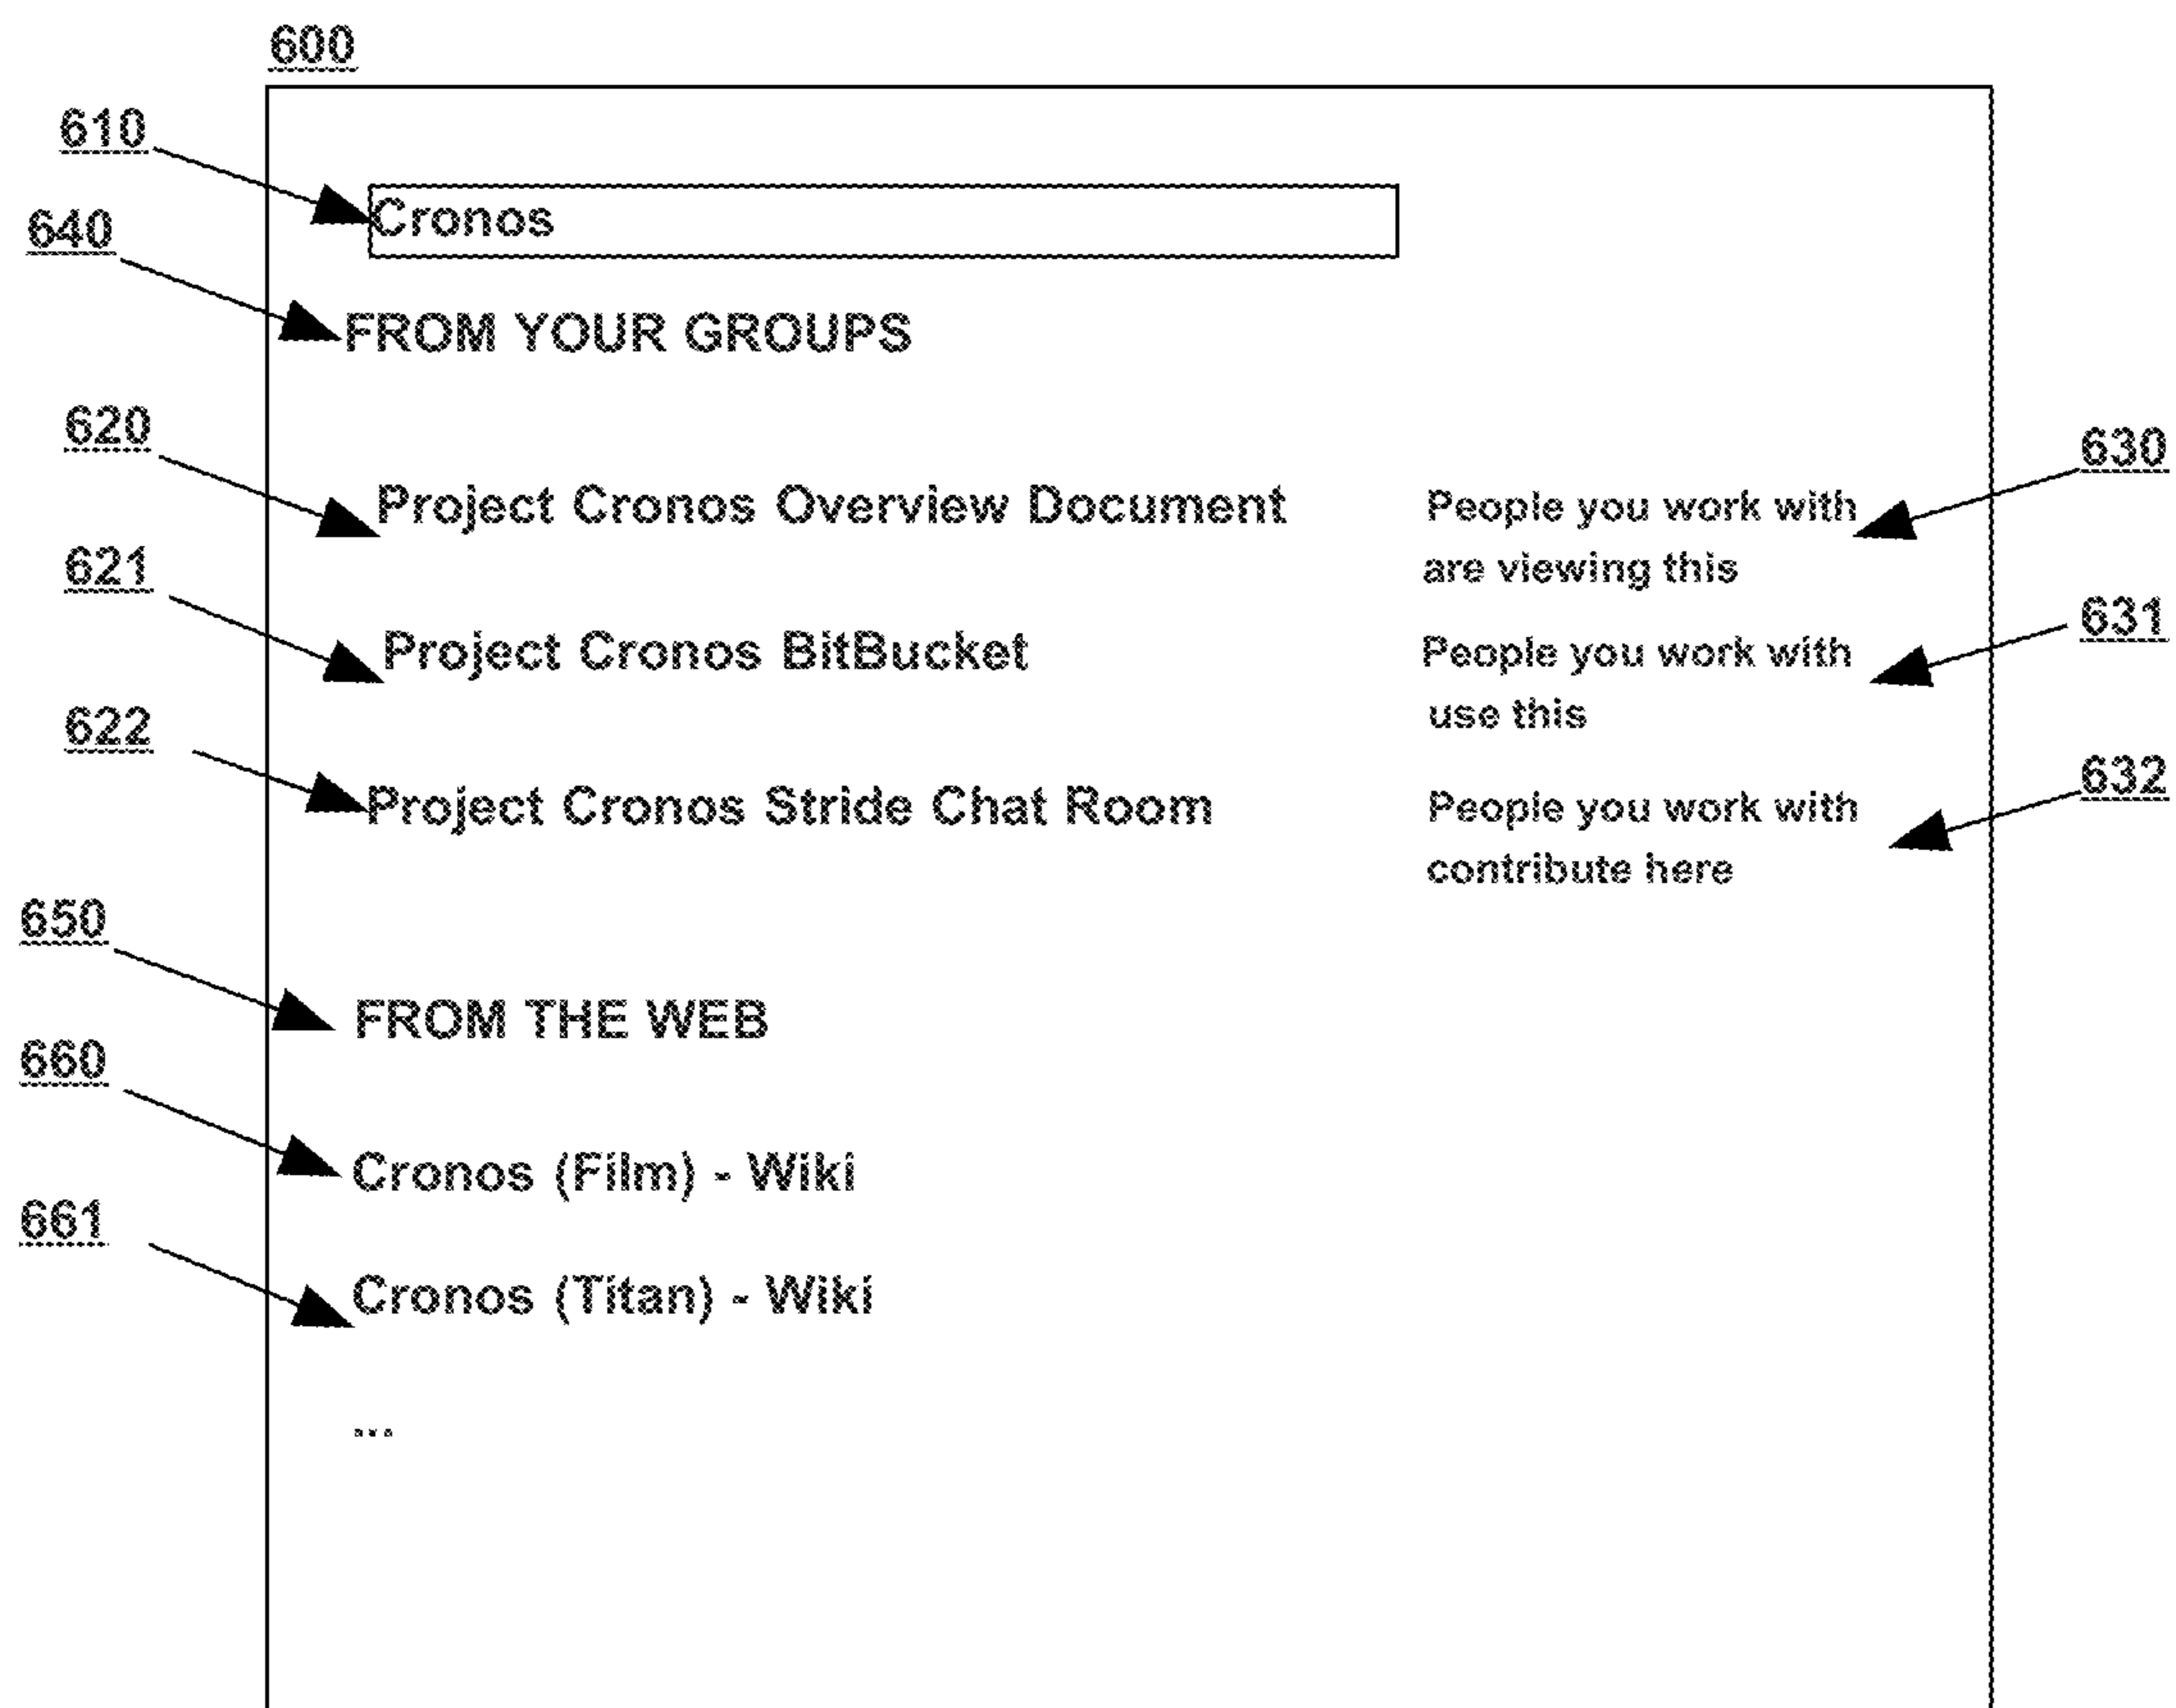 600
610
Cronos
640
FROM YOUR GROUPS
620
630
Project Cronos Overview Document
People you work with
are viewing this
621
631
Project Cronos BitBucket
People you work with
use this
622
632
Project Cronos Stride Chat Room
People you work with
contribute here
650
FROM THE WEB
660
Cronos (Film) - Wiki
661
Cronos (Titan) - Wiki
...